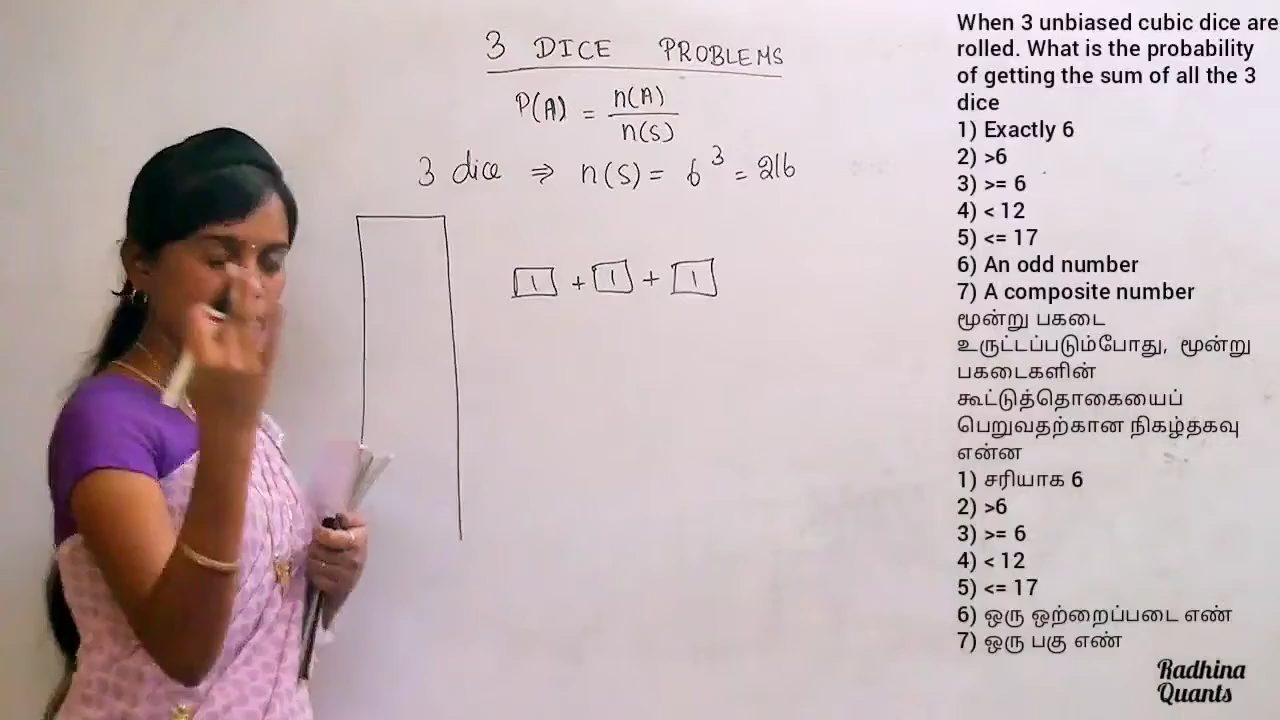 3 DICE PROBLEMS
P(A) = n(A)/n(S)
3 dice ⇒ n(S) = 6³ = 216
1 + 1 + 1
When 3 unbiased cubic dice are
rolled. What is the probability
of getting the sum of all the 3
dice
1) Exactly 6
2) >6
3) >= 6
4) < 12
5) <= 17
6) An odd number
7) A composite number
மூன்று பகடை
உருட்டப்படும்போது, மூன்று
பகடைகளின்
கூட்டுத்தொகையைப்
பெறுவதற்கான நிகழ்தகவு
என்ன
1) சரியாக 6
2) >6
3) >= 6
4) < 12
5) <= 17
6) ஒரு ஒற்றைப்படை எண்
7) ஒரு பகு எண்
Radhina
Quants